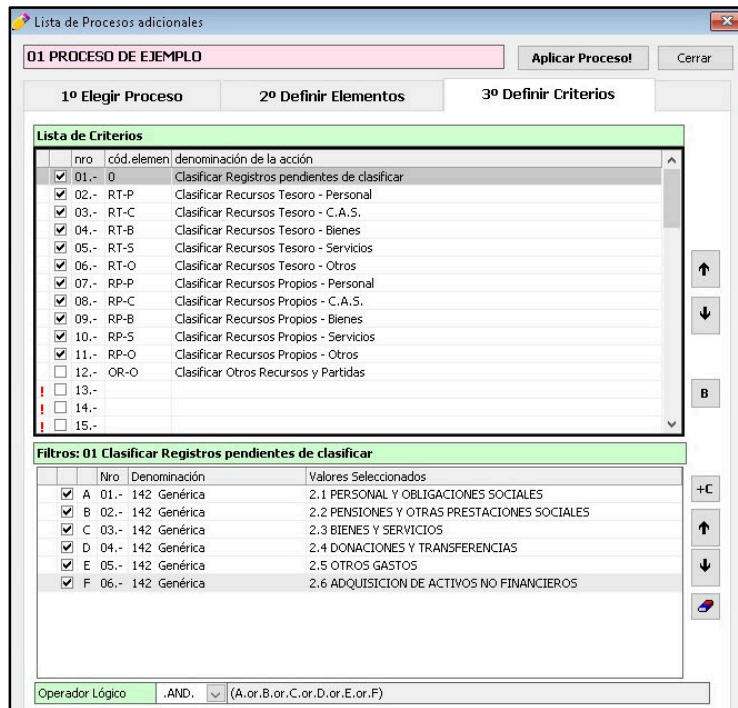 Lista de Procesos adicionales
01 PROCESO DE EJEMPLO Aplicar Proceso! Cerrar
1º Elegir Proceso 2º Definir Elementos 3º Definir Criterios
Lista de Criterios
nro cód.elemen denominación de la acción
01.- 0 Clasificar Registros pendientes de clasificar
02.- RT-P Clasificar Recursos Tesoro - Personal
03.- RT-C Clasificar Recursos Tesoro - C.A.S.
04.- RT-B Clasificar Recursos Tesoro - Bienes
05.- RT-S Clasificar Recursos Tesoro - Servicios
06.- RT-O Clasificar Recursos Tesoro - Otros
07.- RP-P Clasificar Recursos Propios - Personal
08.- RP-C Clasificar Recursos Propios - C.A.S.
09.- RP-B Clasificar Recursos Propios - Bienes
10.- RP-S Clasificar Recursos Propios - Servicios
11.- RP-O Clasificar Recursos Propios - Otros
12.- OR-O Clasificar Otros Recursos y Partidas
! 13.-
! 14.-
! 15.-
B
Filtros: 01 Clasificar Registros pendientes de clasificar
Nro Denominación Valores Seleccionados
A 01.- 142 Genérica 2.1 PERSONAL Y OBLIGACIONES SOCIALES
B 02.- 142 Genérica 2.2 PENSIONES Y OTRAS PRESTACIONES SOCIALES
C 03.- 142 Genérica 2.3 BIENES Y SERVICIOS
D 04.- 142 Genérica 2.4 DONACIONES Y TRANSFERENCIAS
E 05.- 142 Genérica 2.5 OTROS GASTOS
F 06.- 142 Genérica 2.6 ADQUISICION DE ACTIVOS NO FINANCIEROS
+C
Operador Lógico .AND. (A.or.B.or.C.or.D.or.E.or.F)